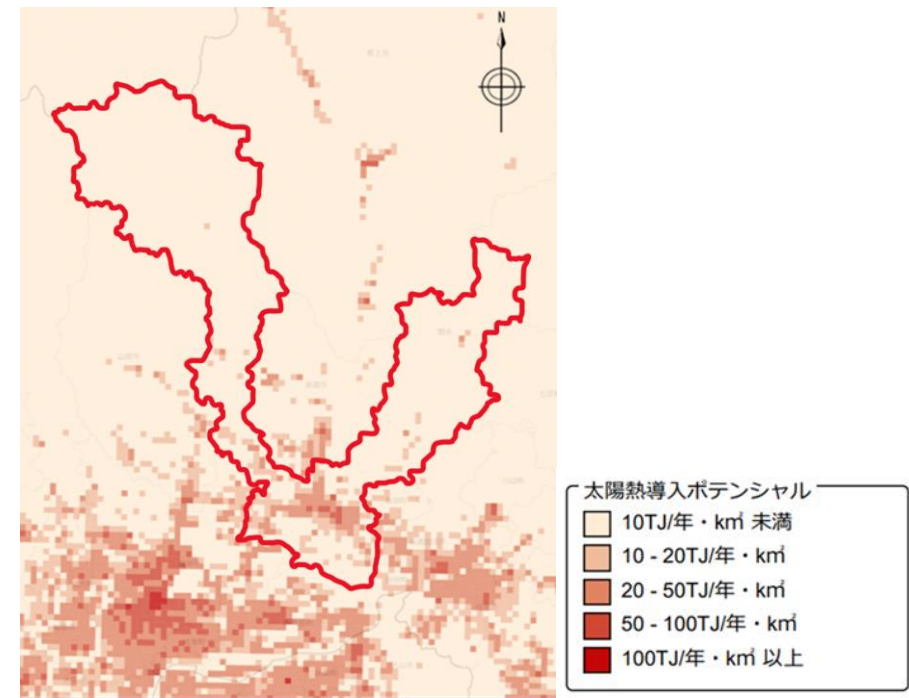 N
太陽熱導入ポテンシャル
10TJ/年・㎢ 未満
10 - 20TJ/年・㎢
20 - 50TJ/年・㎢
50 - 100TJ/年・㎢
100TJ/年・㎢ 以上